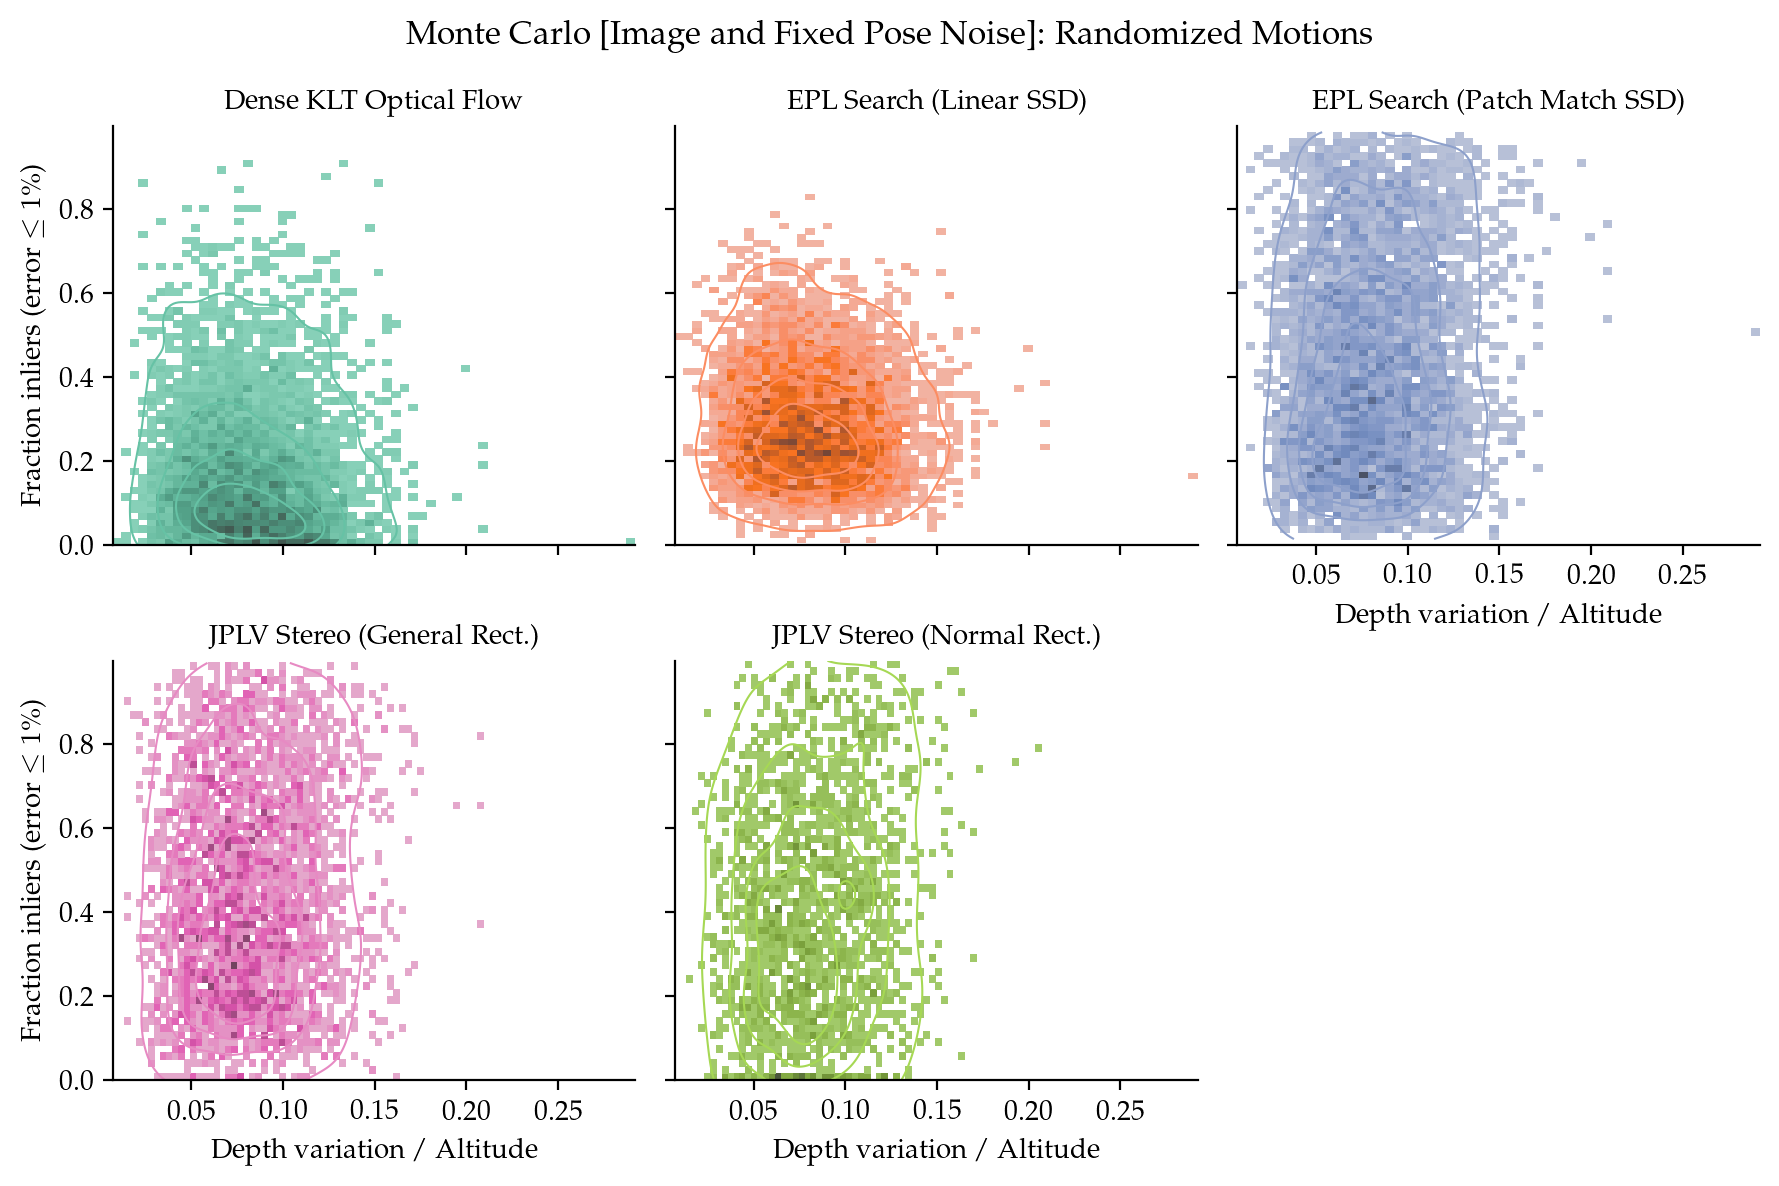 Monte Carlo [Image and Fixed Pose Noise]: Randomized Motions
Dense KLT Optical Flow
EPL Search (Linear SSD)
EPL Search (Patch Match SSD)
Fraction inliers (error ≤ 1%)
0.8
0.6
0.4
0.2
0.0
0.05 0.10 0.15 0.20 0.25
Depth variation / Altitude
JPLV Stereo (General Rect.)
JPLV Stereo (Normal Rect.)
Fraction inliers (error ≤ 1%)
0.8
0.6
0.4
0.2
0.0
0.05 0.10 0.15 0.20 0.25
0.05 0.10 0.15 0.20 0.25
Depth variation / Altitude
Depth variation / Altitude